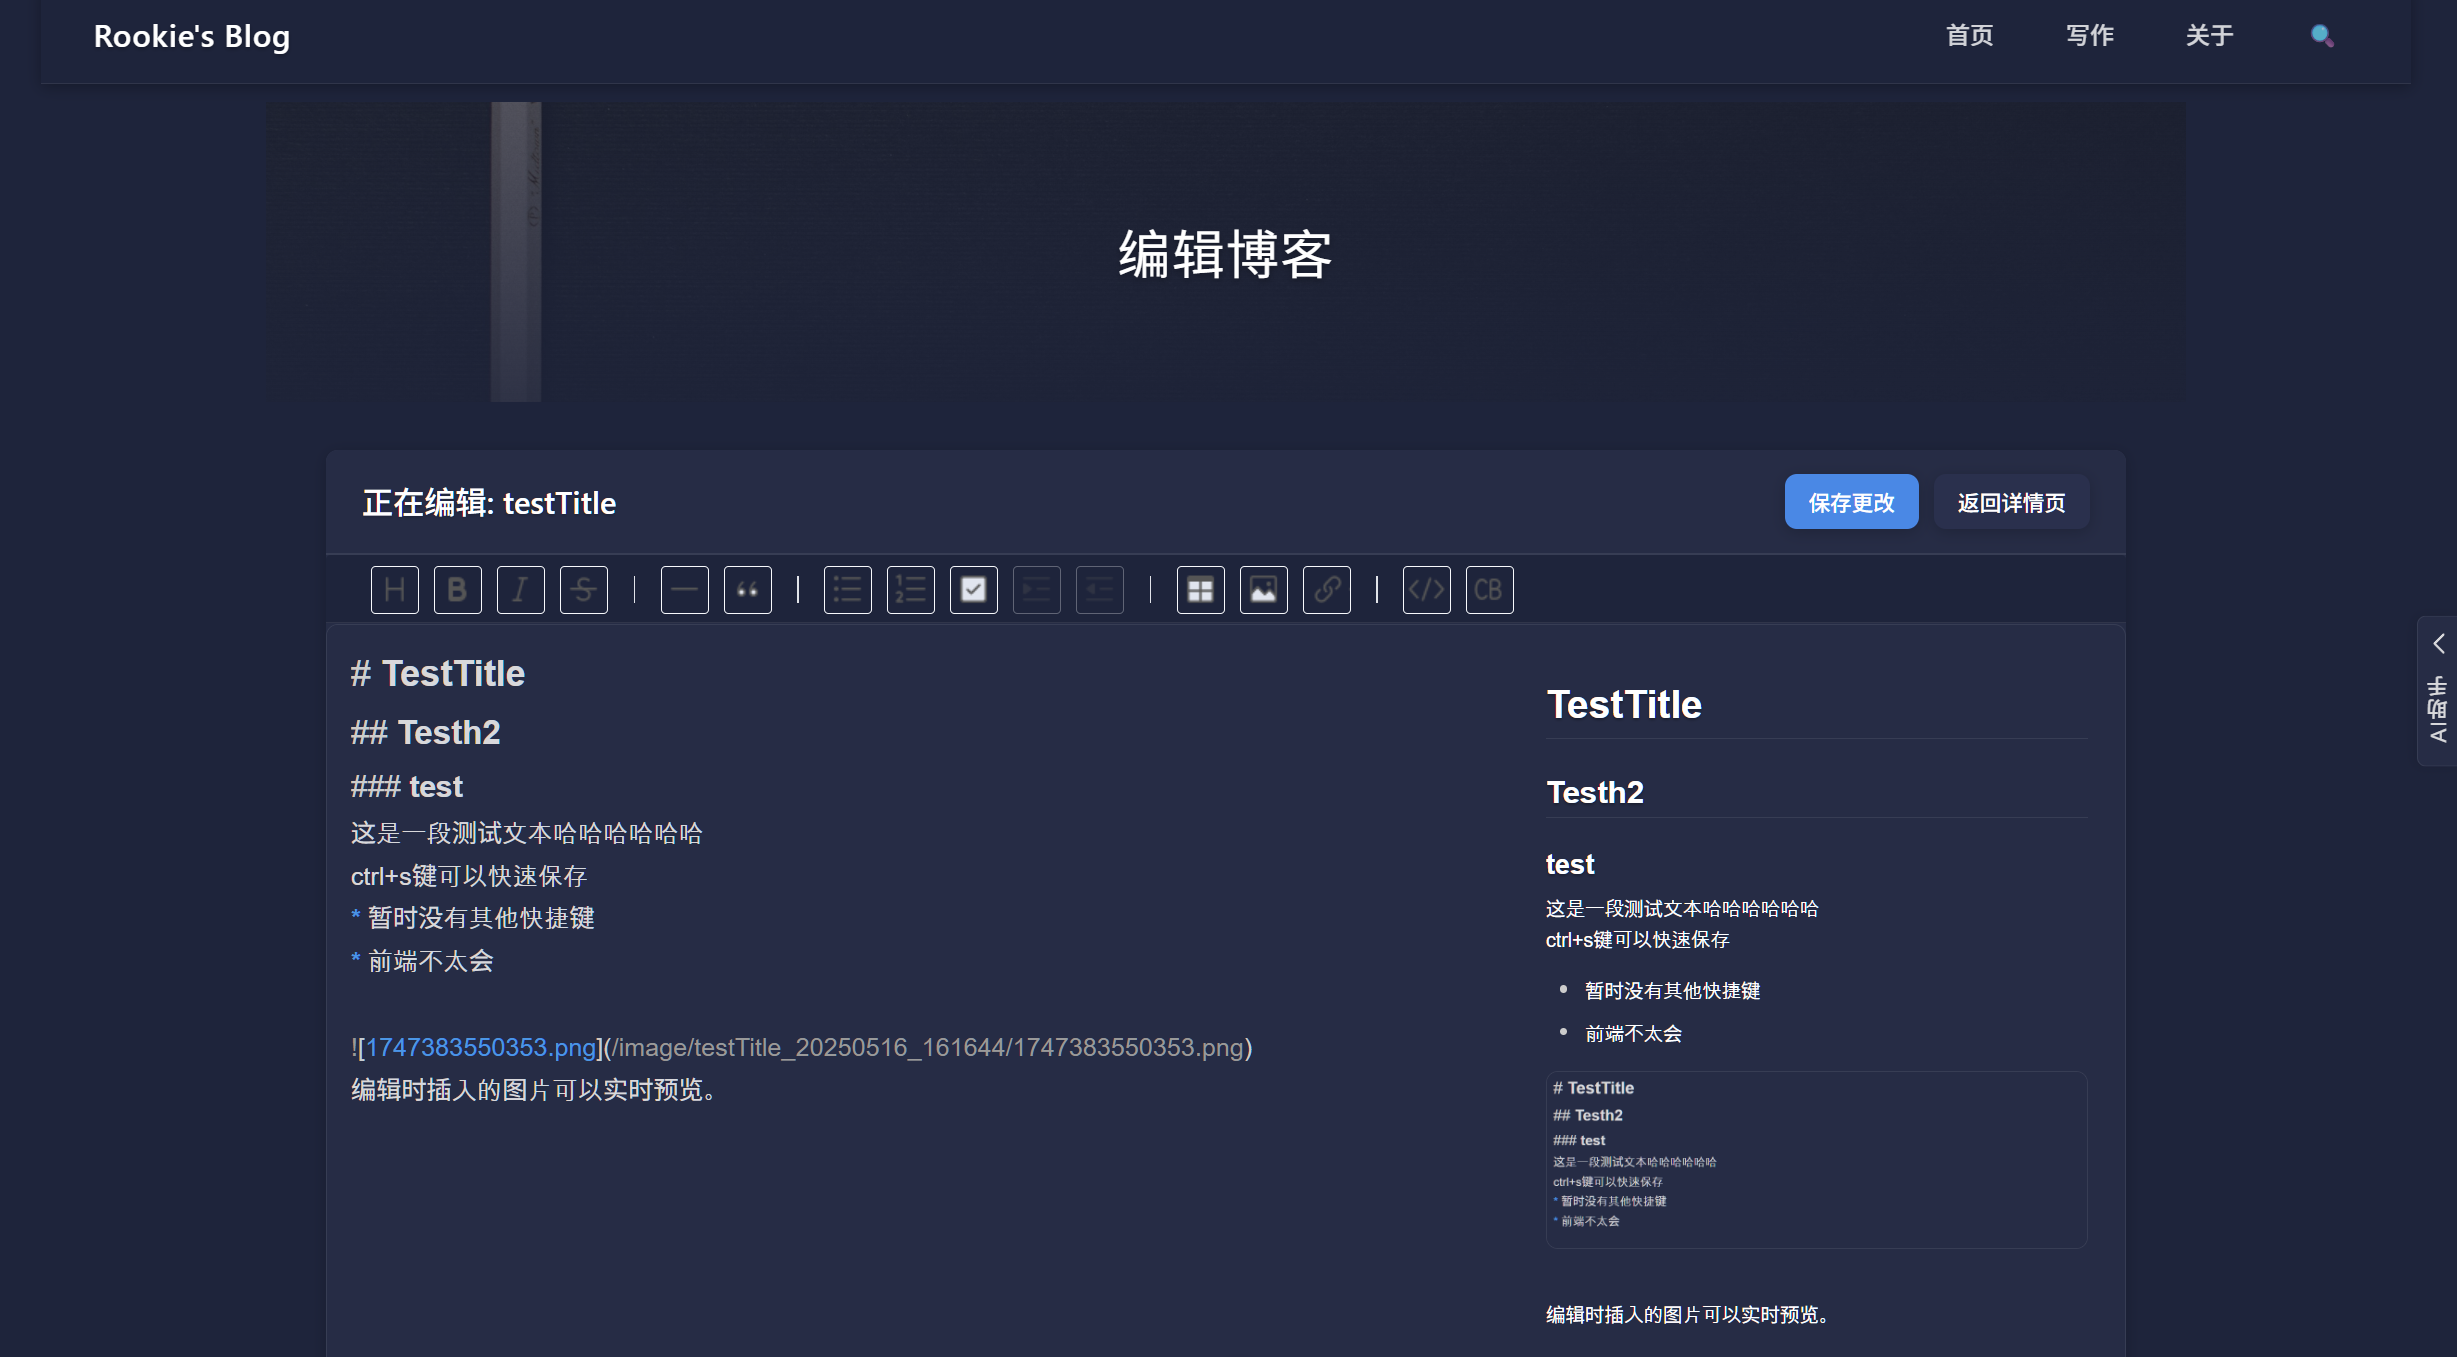 Rookie's Blog
首页 写作 关于
编辑博客
正在编辑: testTitle
保存更改 返回详情页
H B I S 1 2 </> CB
# TestTitle
## Testh2
### test
这是一段测试文本哈哈哈哈哈哈
ctrl+s键可以快速保存
* 暂时没有其他快捷键
* 前端不太会
![1747383550353.png](/image/testTitle_20250516_161644/1747383550353.png)
编辑时插入的图片可以实时预览。
TestTitle
Testh2
test
这是一段测试文本哈哈哈哈哈哈
ctrl+s键可以快速保存
• 暂时没有其他快捷键
• 前端不太会
# TestTitle
## Testh2
### test
这是一段测试文本哈哈哈哈哈哈
ctrl+s键可以快速保存
* 暂时没有其他快捷键
* 前端不太会
编辑时插入的图片可以实时预览。
AI助手